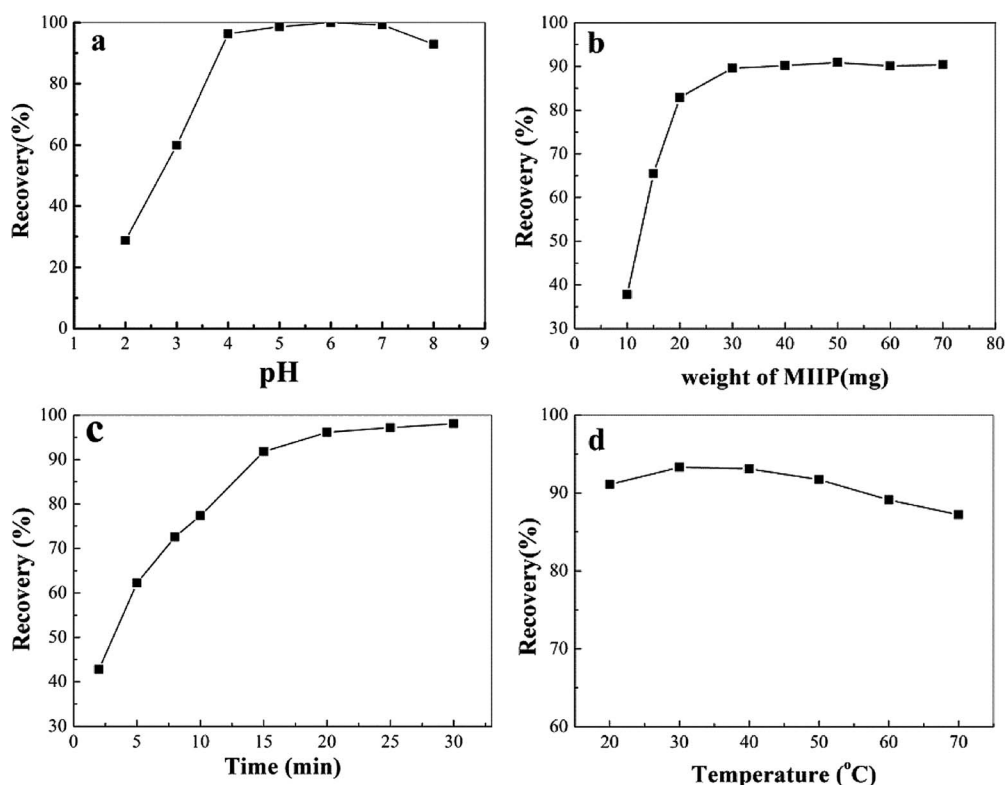 a
100
80
60
40
20
0
Recovery(%)
1 2 3 4 5 6 7 8 9
pH
b
100
90
80
70
60
50
40
30
Recovery (%)
0 10 20 30 40 50 60 70 80
weight of MIIP(mg)
c
100
90
80
70
60
50
40
30
Recovery (%)
0 5 10 15 20 25 30
Time (min)
d
100
90
80
70
60
Recovery(%)
20 30 40 50 60 70
Temperature (°C)